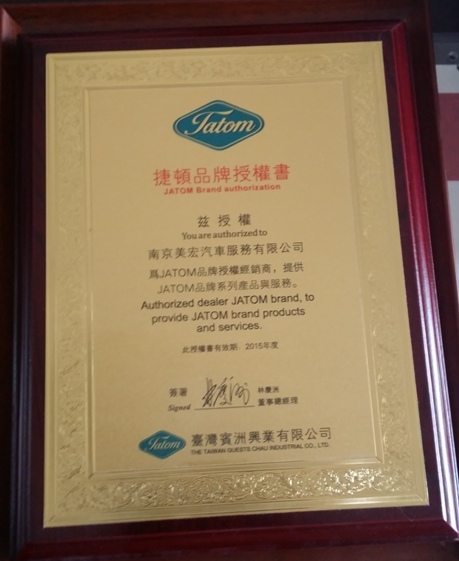 Jatom
捷頓品牌授權書
JATOM Brand authorization
兹授權
You are authorized to
南京美宏汽車服務有限公司
爲JATOM品牌授權經銷商，提供
JATOM品牌系列產品與服務。
Authorized dealer JATOM brand, to
provide JATOM brand products
and services.
此授權書有效期：2015年度
簽署
Signed
林慶洲
董事總經理
Jatom
臺灣賓洲興業有限公司
THE TAIWAN GUESTS CHAU INDUSTRIAL CO., LTD.